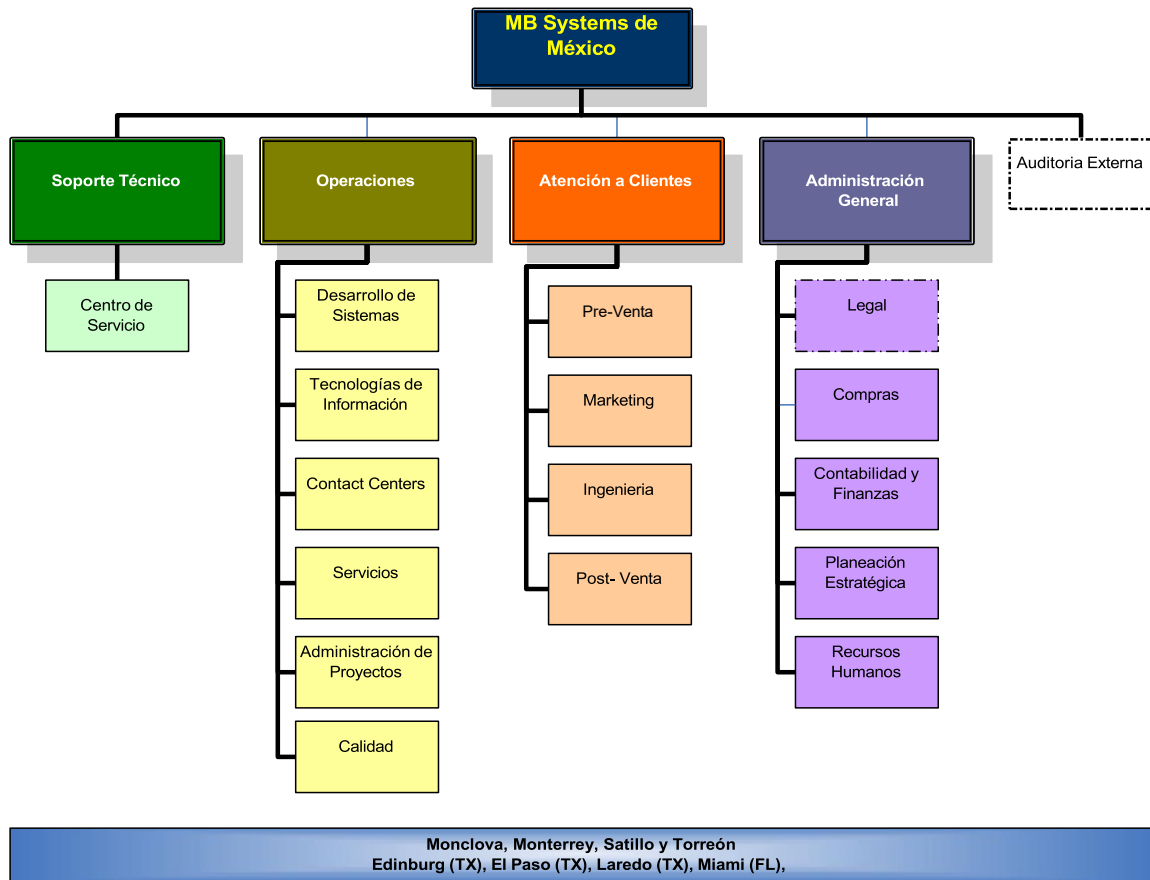 MB Systems de
México
Soporte Técnico
Operaciones
Atención a Clientes
Administración
General
Auditoria Externa
Centro de
Servicio
Desarrollo de
Sistemas
Tecnologías de
Información
Contact Centers
Servicios
Administración de
Proyectos
Calidad
Pre-Venta
Marketing
Ingenieria
Post- Venta
Legal
Compras
Contabilidad y
Finanzas
Planeación
Estratégica
Recursos
Humanos
Monclova, Monterrey, Satillo y Torreón
Edinburg (TX), El Paso (TX), Laredo (TX), Miami (FL),